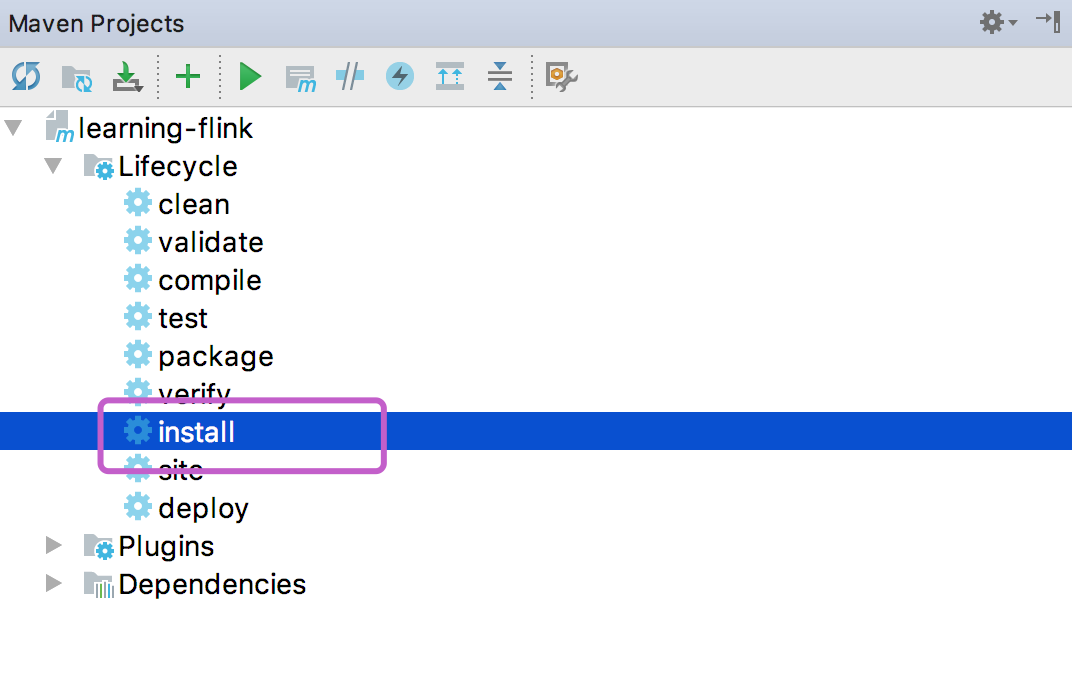 Maven Projects
learning-flink
Lifecycle
clean
validate
compile
test
package
verify
install
site
deploy
Plugins
Dependencies